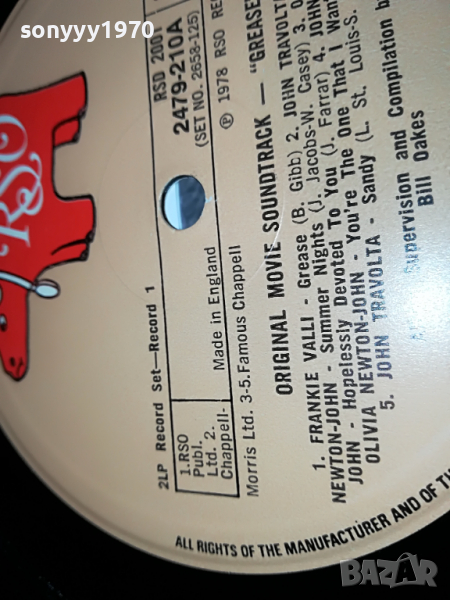 sonyyy1970
RSO
RSD 2001
2479-210A
(SET NO. 2658-125)
℗ 1978 RSO
2LP Record Set—Record 1
Made in England
1.RSO
Publ.
Ltd. 2.
Chappell-
Morris Ltd. 3-5.Famous Chappell
ORIGINAL MOVIE SOUNDTRACK — "GREASE
1. FRANKIE VALLI - Grease (B. Gibb) 2. JOHN TRAVOLT
NEWTON-JOHN - Summer Nights (J. Jacobs-W. Casey) 3.
JOHN - Hopelessly Devoted To You (J. Farrar) 4. JOHN
OLIVIA NEWTON-JOHN - You're The One That I Want
5. JOHN TRAVOLTA - Sandy (L. St. Louis-S.
Supervision and Compilation b
Bill Oakes
ALL RIGHTS OF THE MANUFACTURER AND OF TH
BAZAR